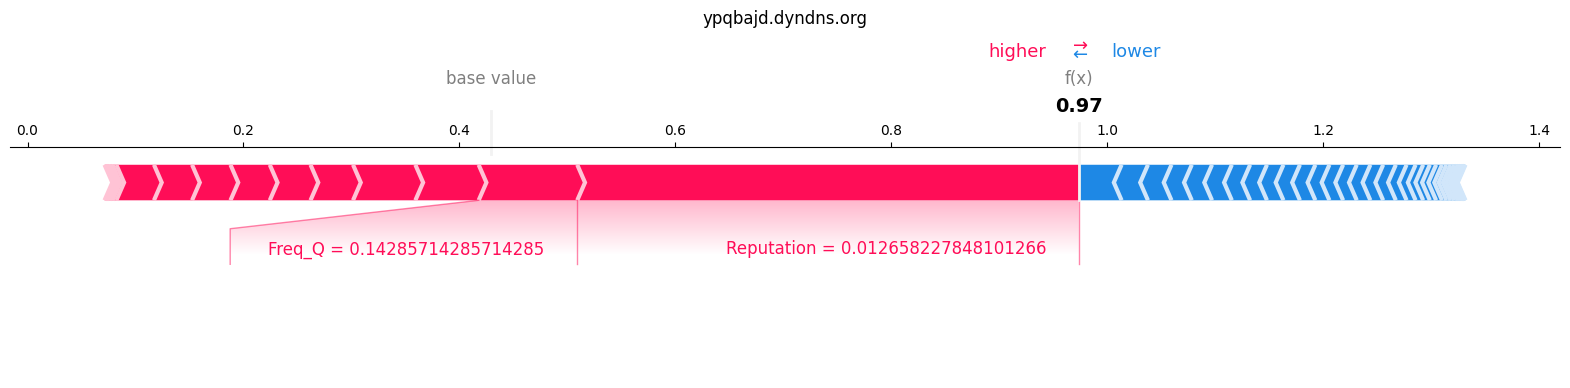 ypqbajd.dyndns.org
higher ⇄ lower
base value f(x)
0.97
0.0 0.2 0.4 0.6 0.8 1.0 1.2 1.4
Freq_Q = 0.14285714285714285 Reputation = 0.012658227848101266